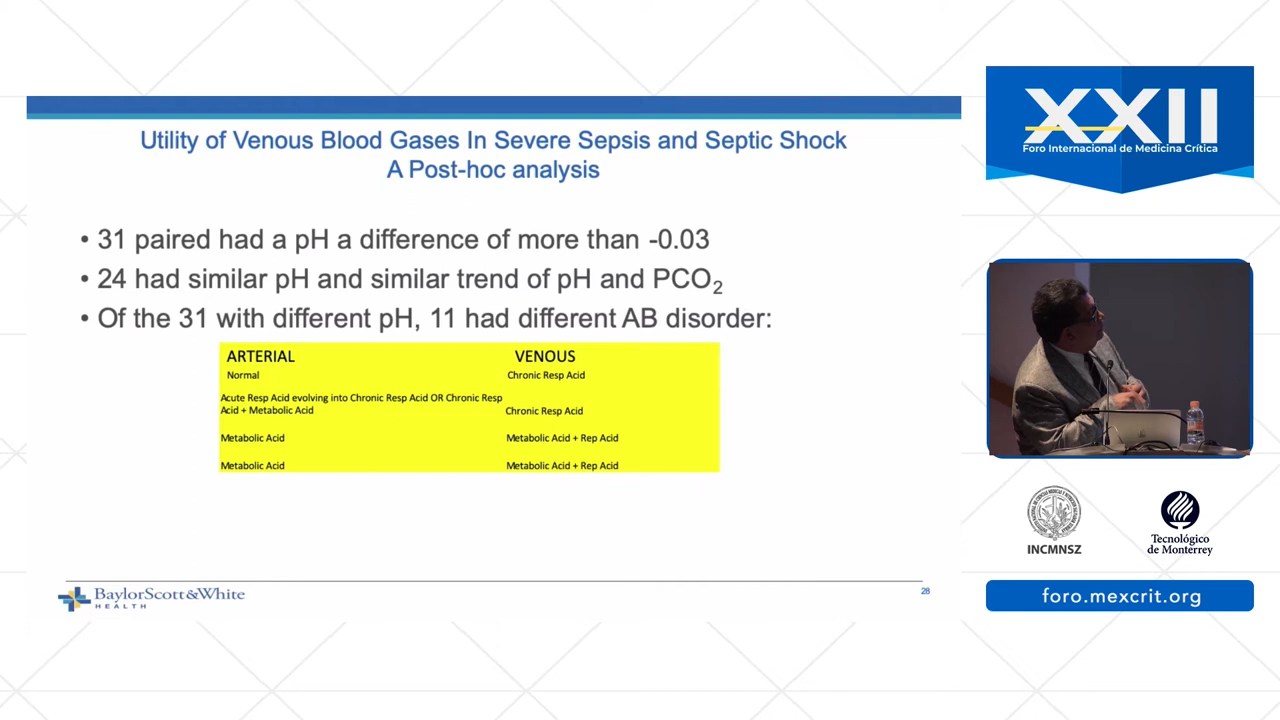 Utility of Venous Blood Gases In Severe Sepsis and Septic Shock
A Post-hoc analysis
• 31 paired had a pH a difference of more than -0.03
• 24 had similar pH and similar trend of pH and PCO₂
• Of the 31 with different pH, 11 had different AB disorder:
ARTERIAL VENOUS
Normal Chronic Resp Acid
Acute Resp Acid evolving into Chronic Resp Acid OR Chronic Resp
Acid + Metabolic Acid Chronic Resp Acid
Metabolic Acid Metabolic Acid + Rep Acid
Metabolic Acid Metabolic Acid + Rep Acid
BaylorScott&White
HEALTH
28
XXII
Foro Internacional de Medicina Crítica
INCMNSZ
Tecnológico
de Monterrey
foro.mexcrit.org